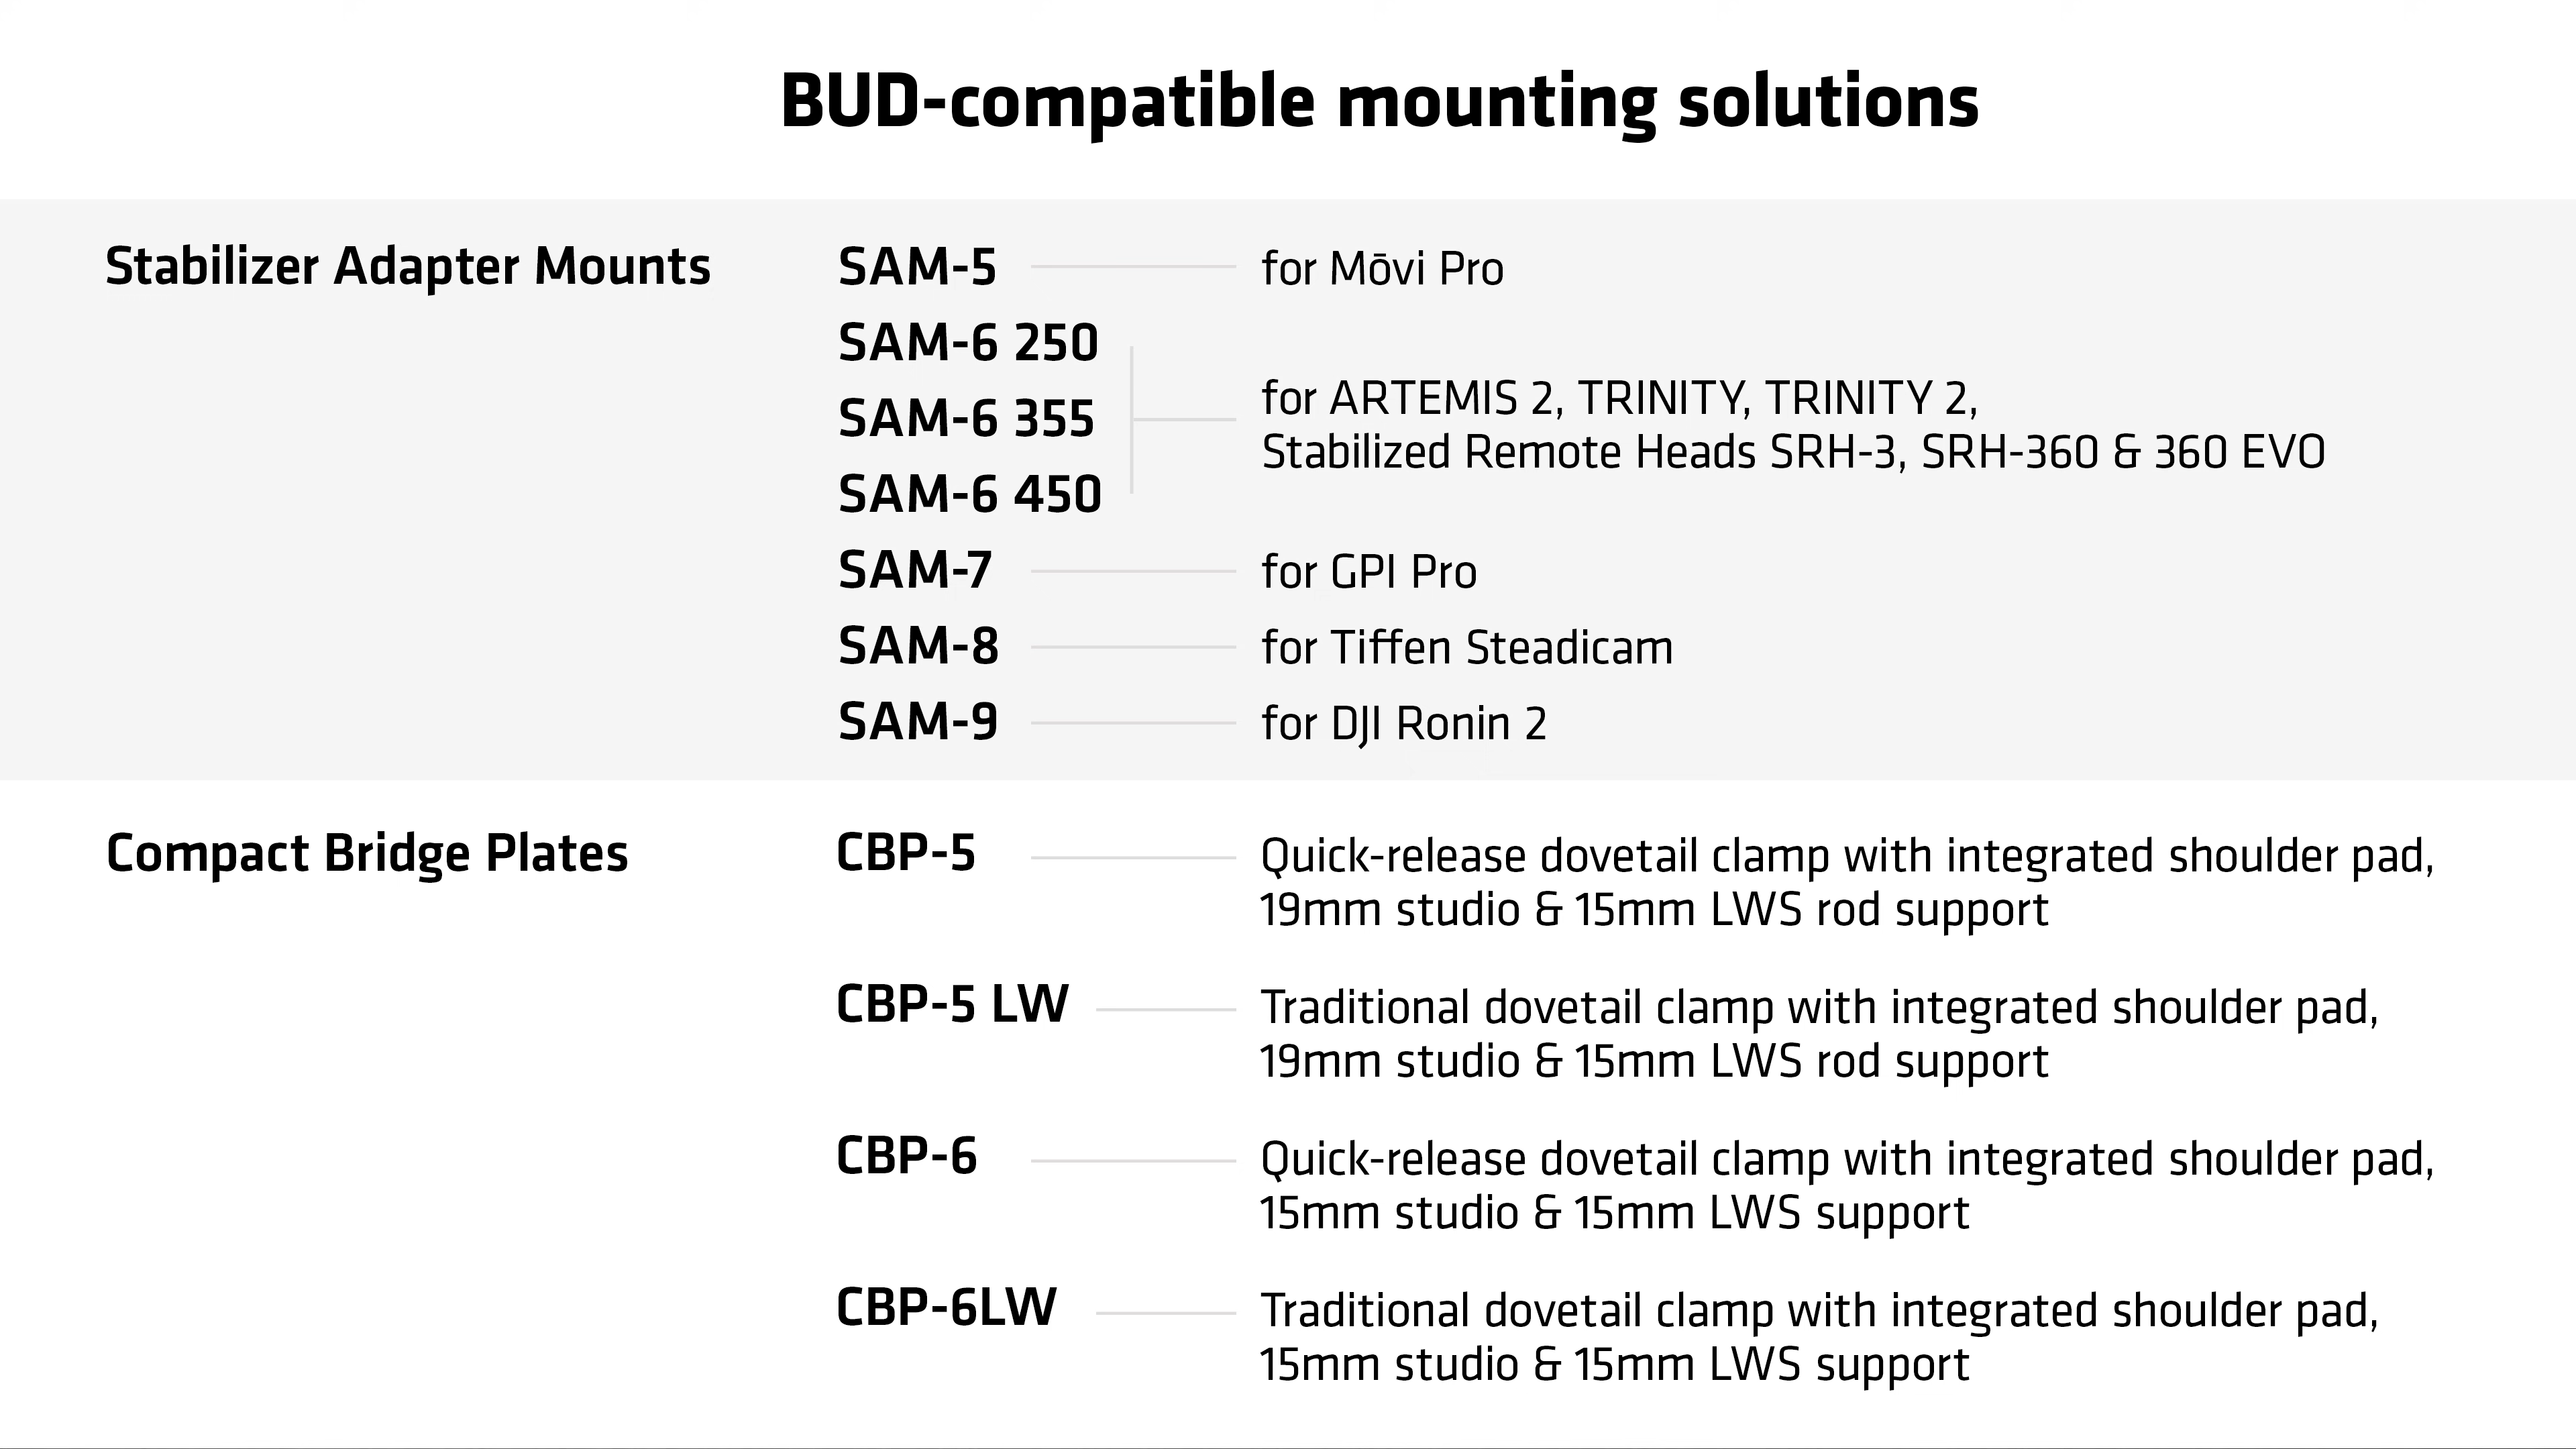 BUD-compatible mounting solutions
Stabilizer Adapter Mounts
SAM-5
for Mōvi Pro
SAM-6 250
SAM-6 355
SAM-6 450
for ARTEMIS 2, TRINITY, TRINITY 2,
Stabilized Remote Heads SRH-3, SRH-360 & 360 EVO
SAM-7
for GPI Pro
SAM-8
for Tiffen Steadicam
SAM-9
for DJI Ronin 2
Compact Bridge Plates
CBP-5
Quick-release dovetail clamp with integrated shoulder pad,
19mm studio & 15mm LWS rod support
CBP-5 LW
Traditional dovetail clamp with integrated shoulder pad,
19mm studio & 15mm LWS rod support
CBP-6
Quick-release dovetail clamp with integrated shoulder pad,
15mm studio & 15mm LWS support
CBP-6LW
Traditional dovetail clamp with integrated shoulder pad,
15mm studio & 15mm LWS support